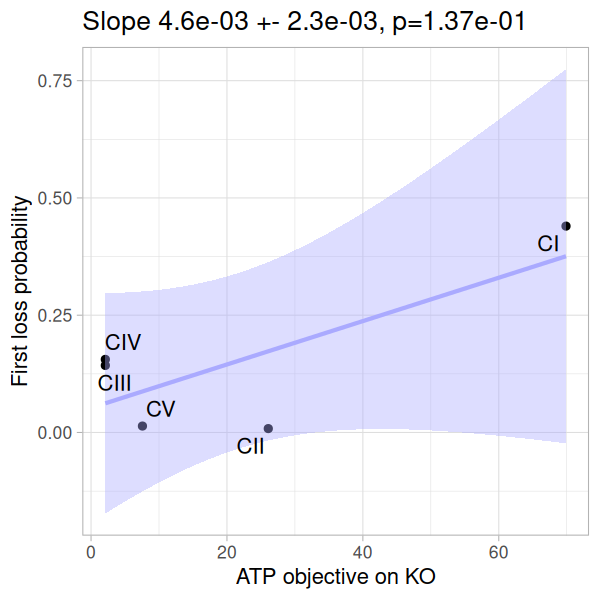 Slope 4.6e-03 +- 2.3e-03, p=1.37e-01
First loss probability
0.75
0.50
0.25
0.00
CI
CIV
CIII
CV
CII
0
20
40
60
ATP objective on KO